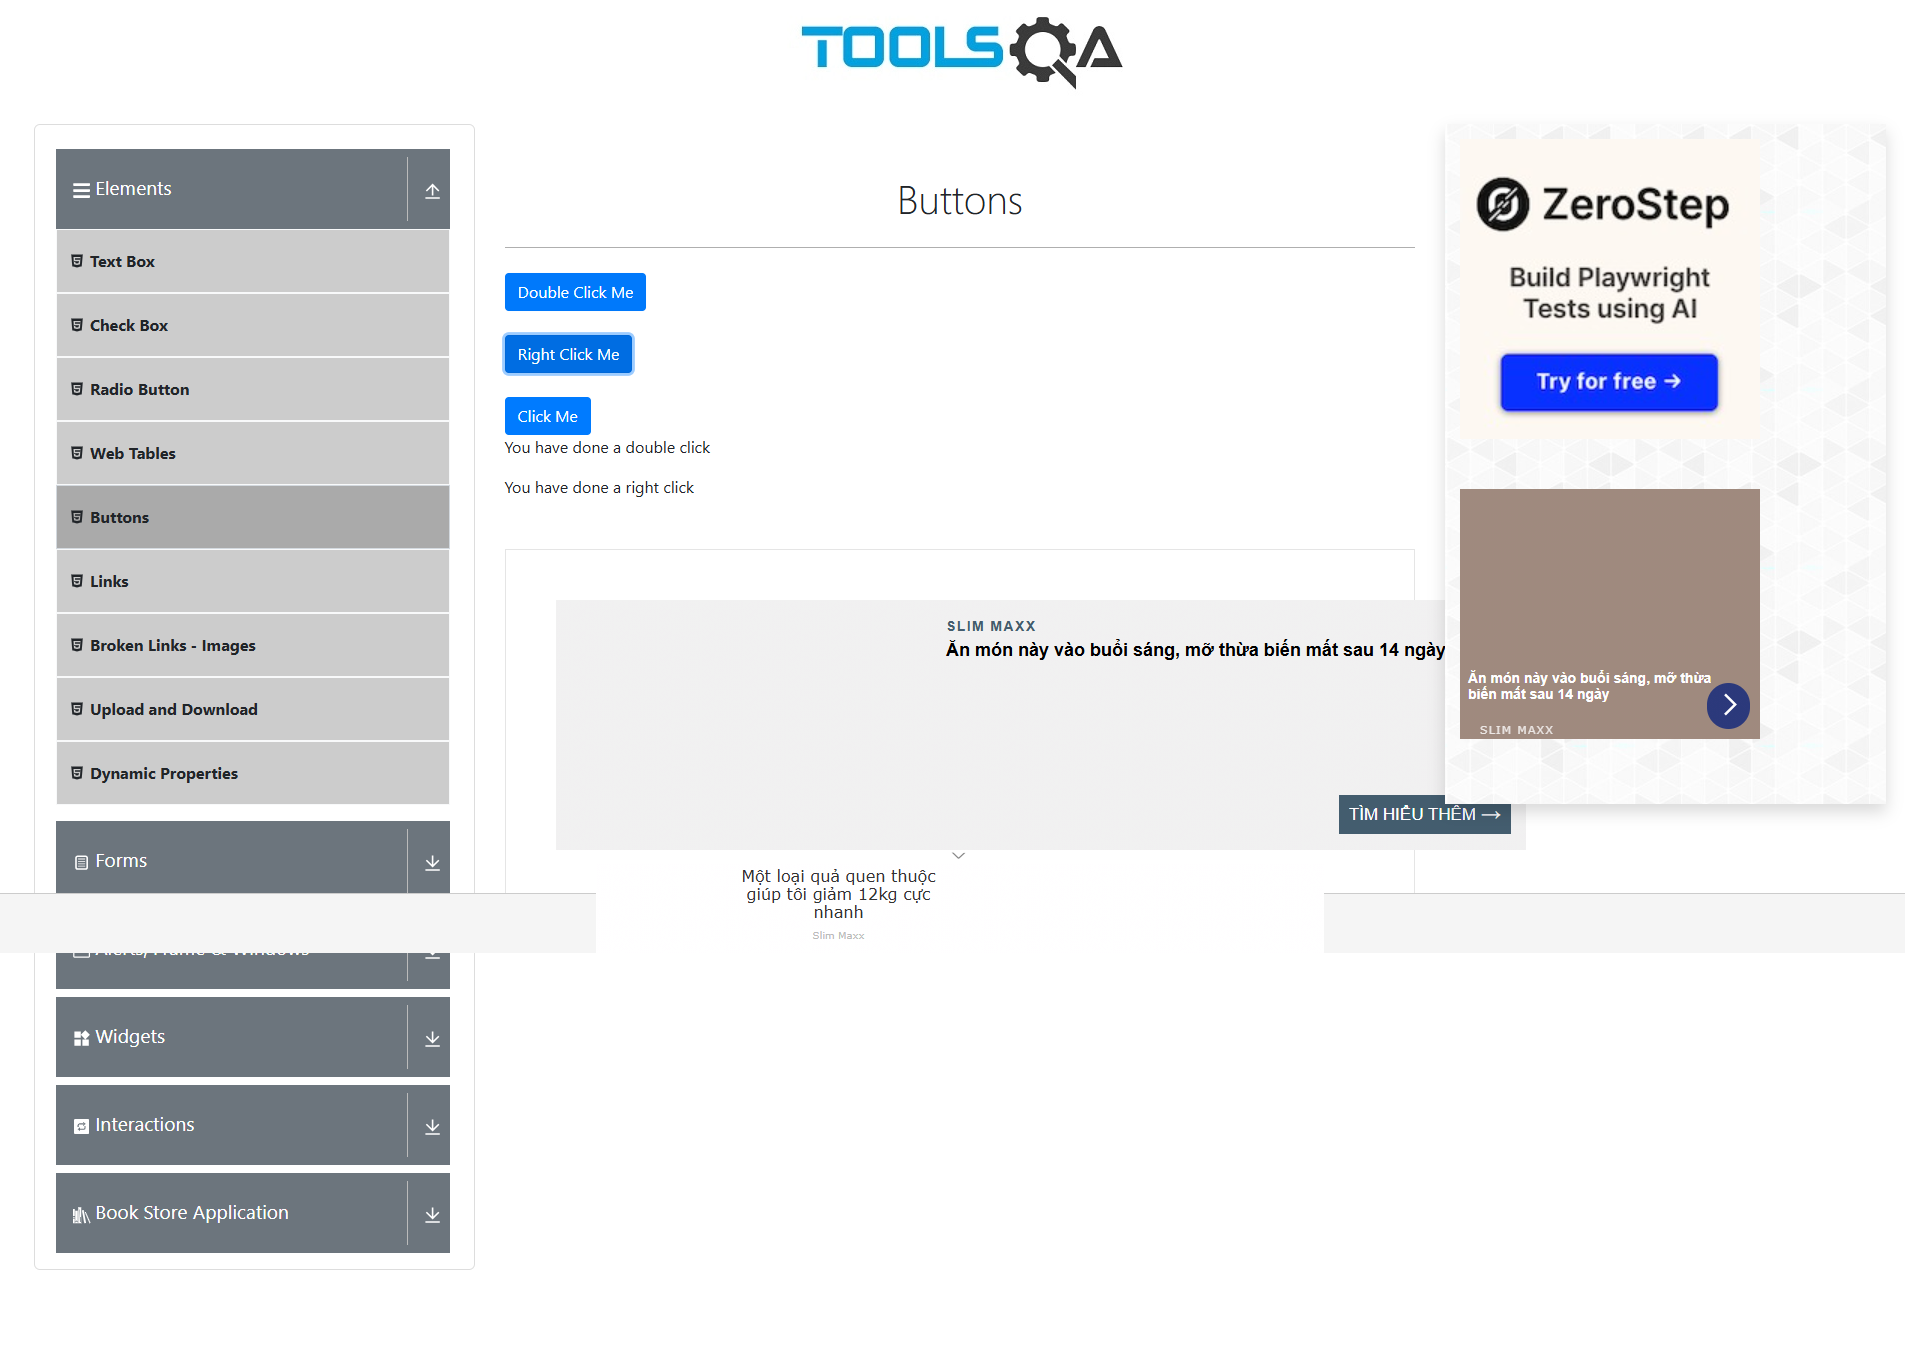 TOOLSQA
Elements
Text Box
Check Box
Radio Button
Web Tables
Buttons
Links
Broken Links - Images
Upload and Download
Dynamic Properties
Forms
Alerts, Frame & Windows
Widgets
Interactions
Book Store Application
Buttons
Double Click Me
Right Click Me
Click Me
You have done a double click
You have done a right click
SLIM MAXX
Ăn món này vào buổi sáng, mỡ thừa biến mất sau 14 ngày
TÌM HIỂU THÊM →
Một loại quả quen thuộc
giúp tôi giảm 12kg cực
nhanh
Slim Maxx
ZeroStep
Build Playwright
Tests using AI
Try for free →
Ăn món này vào buổi sáng, mỡ thừa
biến mất sau 14 ngày
SLIM MAXX